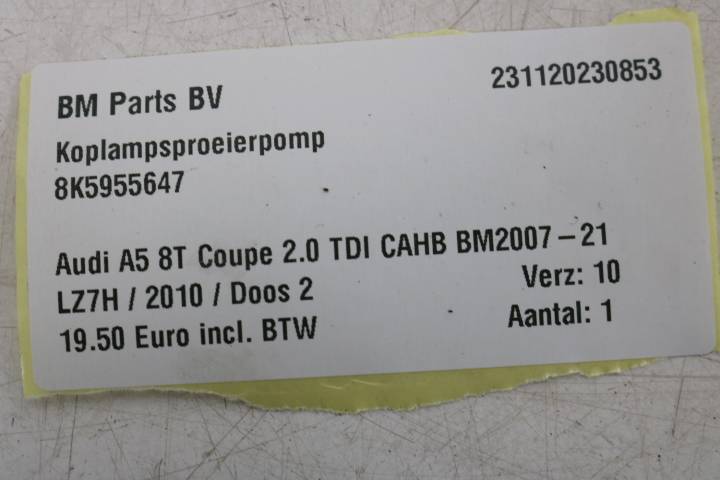 BM Parts BV
231120230853
Koplampsproeierpomp
8K5955647
Audi A5 8T Coupe 2.0 TDI CAHB BM2007-21
LZ7H / 2010 / Doos 2
Verz: 10
19.50 Euro incl. BTW
Aantal: 1